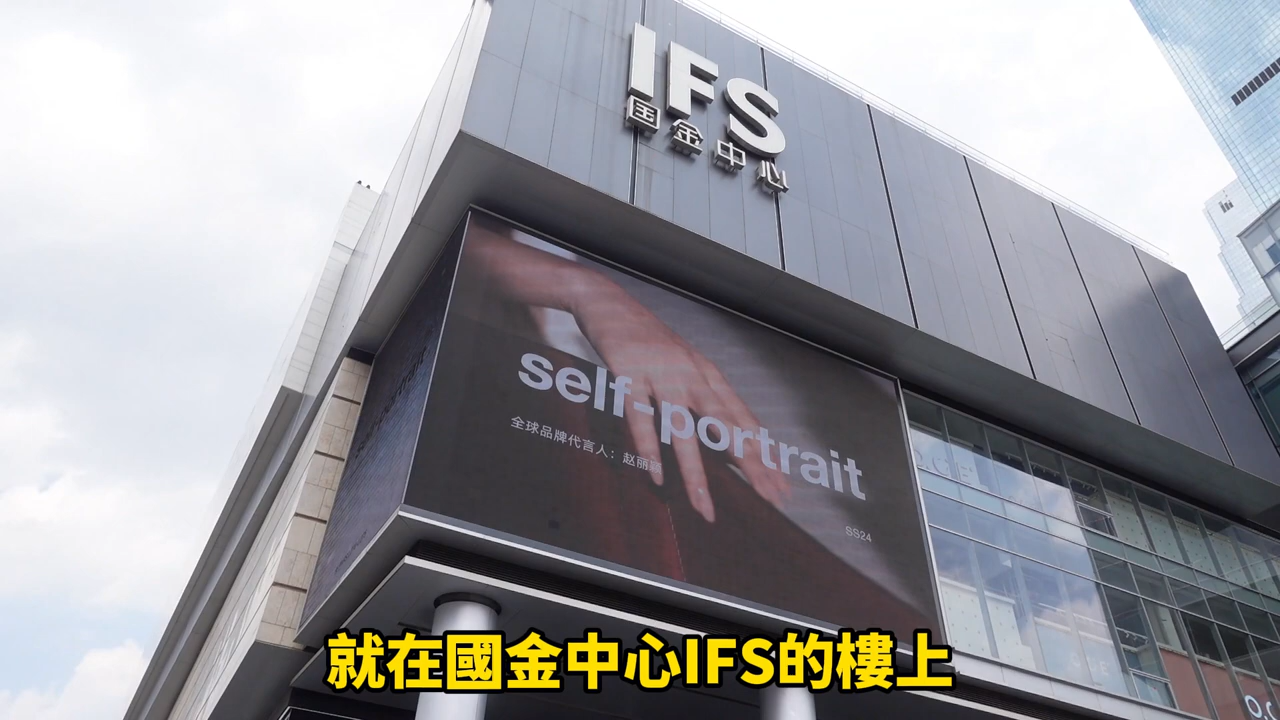 IFS
国金中心
self-portrait
全球品牌代言人：赵丽颖
SS24
就在國金中心IFS的樓上